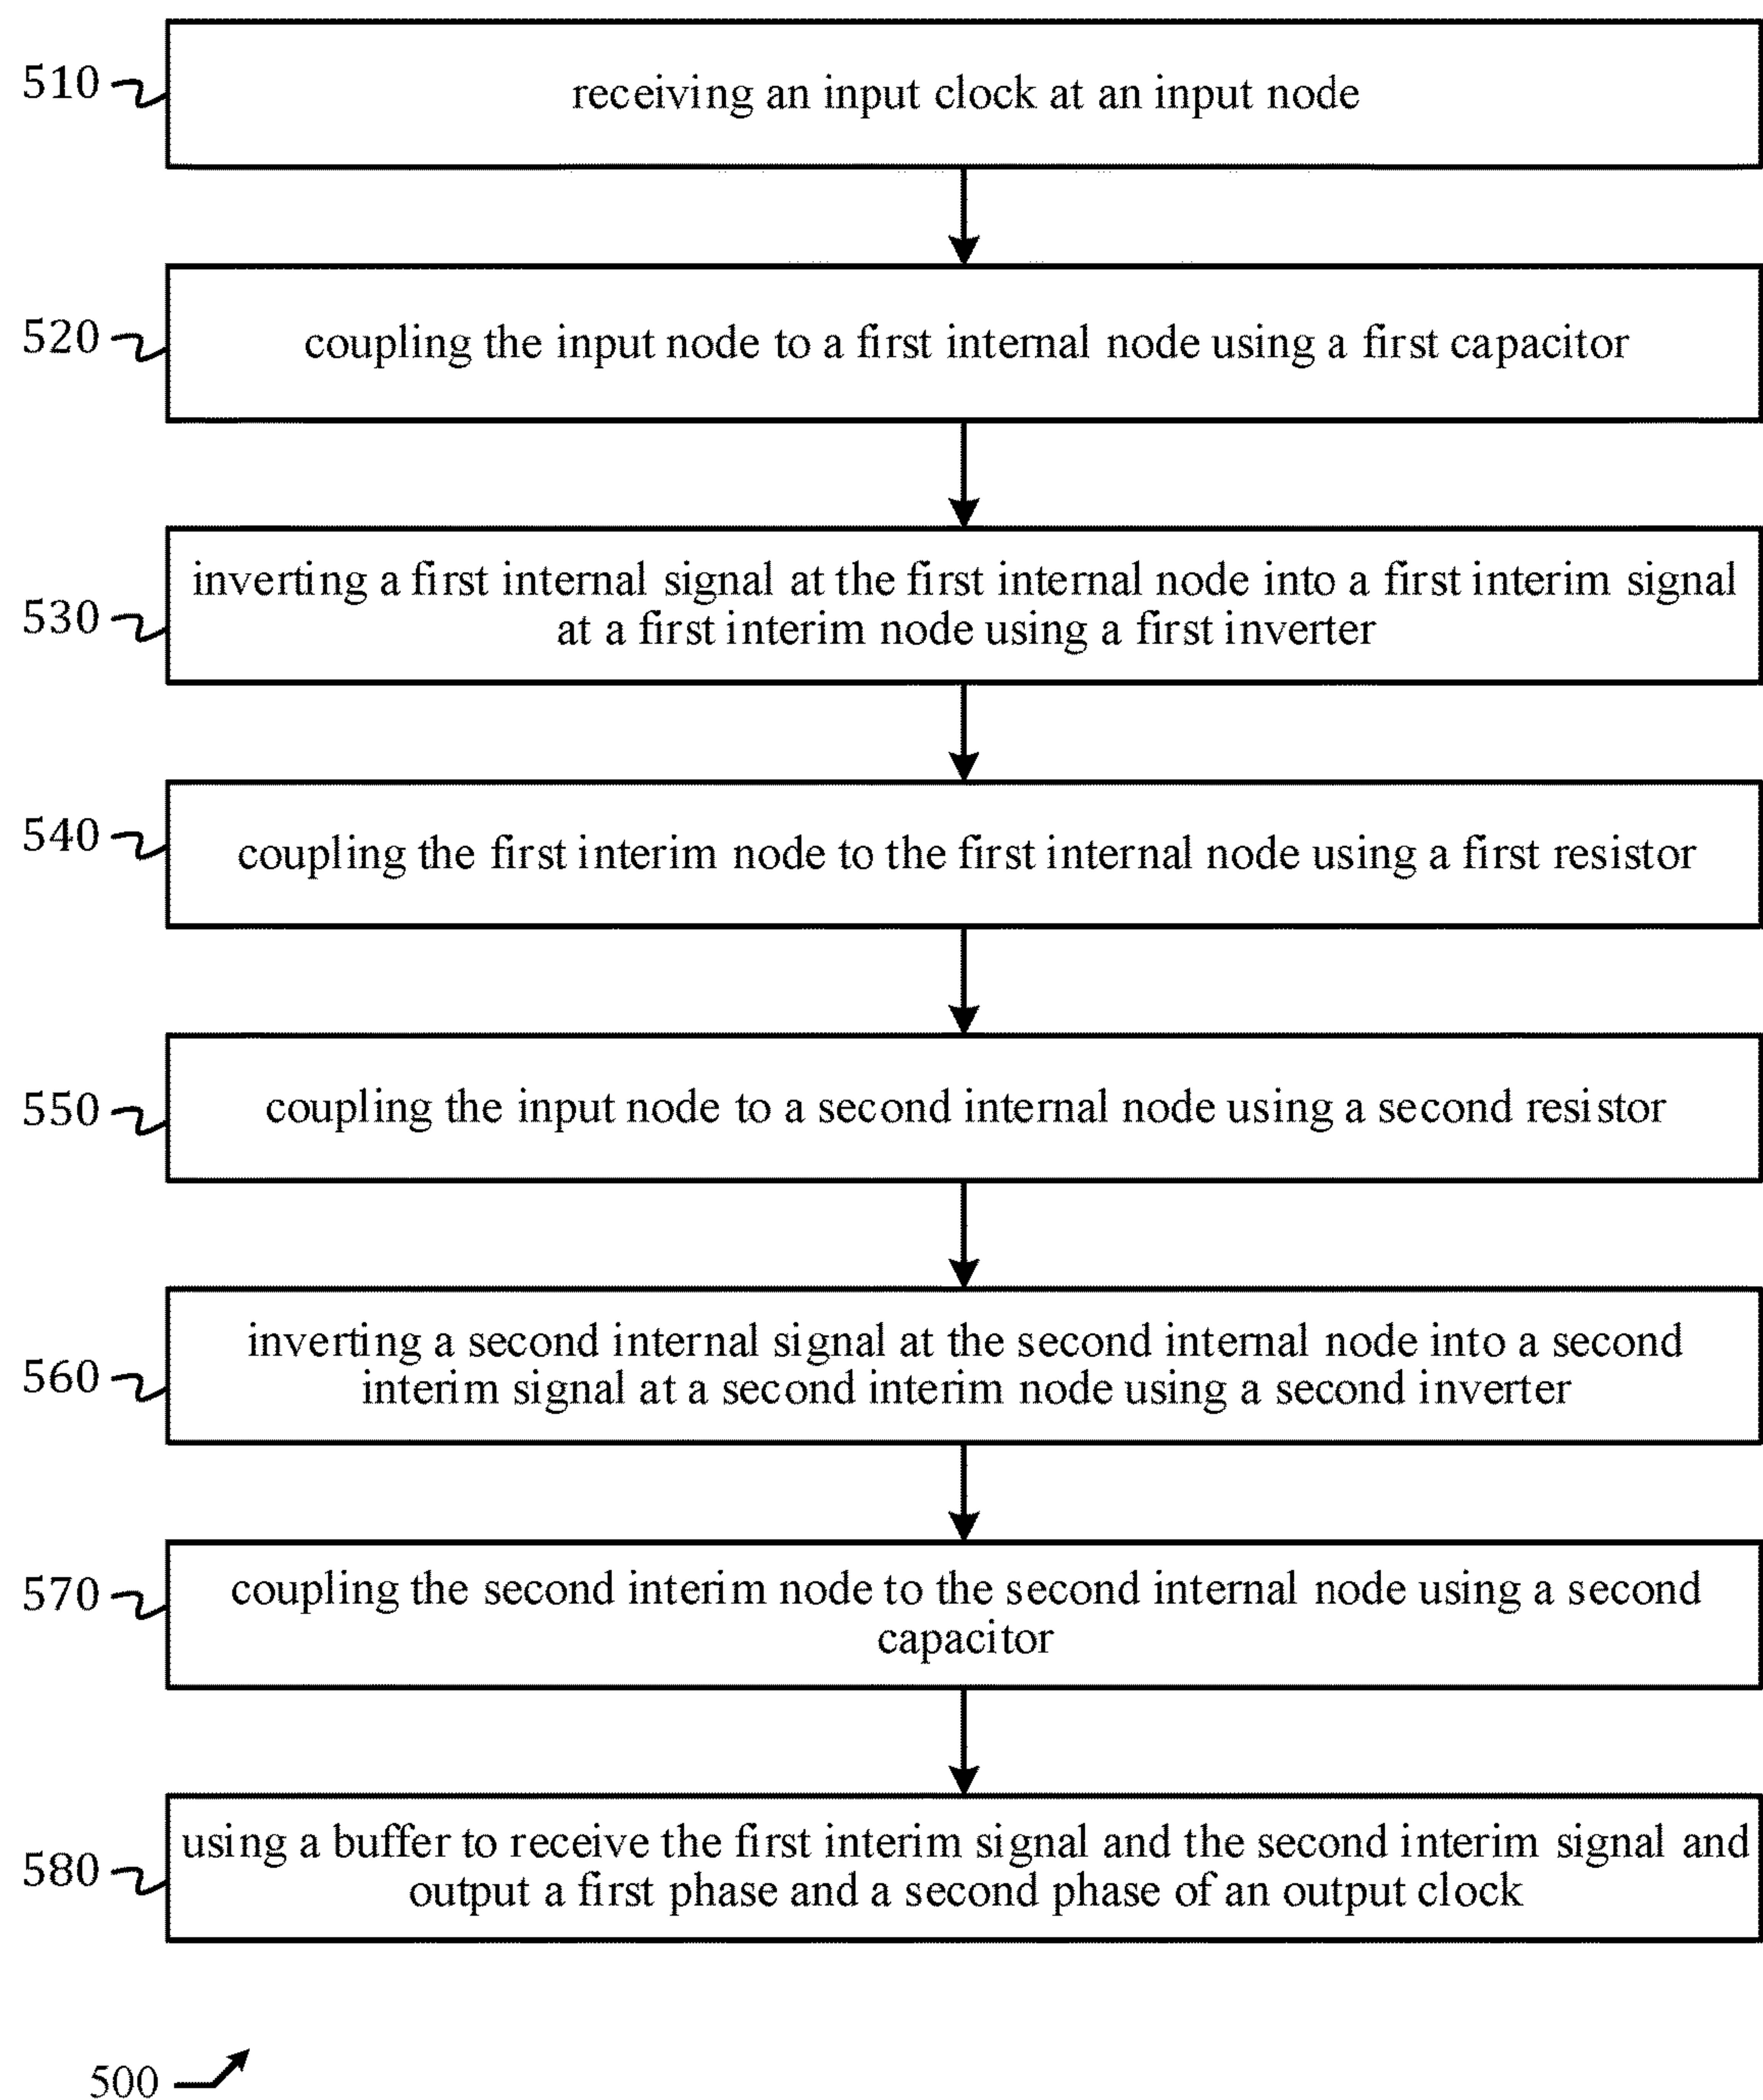 510
receiving an input clock at an input node
520
coupling the input node to a first internal node using a first capacitor
530
inverting a first internal signal at the first internal node into a first interim signal
at a first interim node using a first inverter
540
coupling the first interim node to the first internal node using a first resistor
550
coupling the input node to a second internal node using a second resistor
560
inverting a second internal signal at the second internal node into a second
interim signal at a second interim node using a second inverter
570
coupling the second interim node to the second internal node using a second
capacitor
580
using a buffer to receive the first interim signal and the second interim signal and
output a first phase and a second phase of an output clock
500